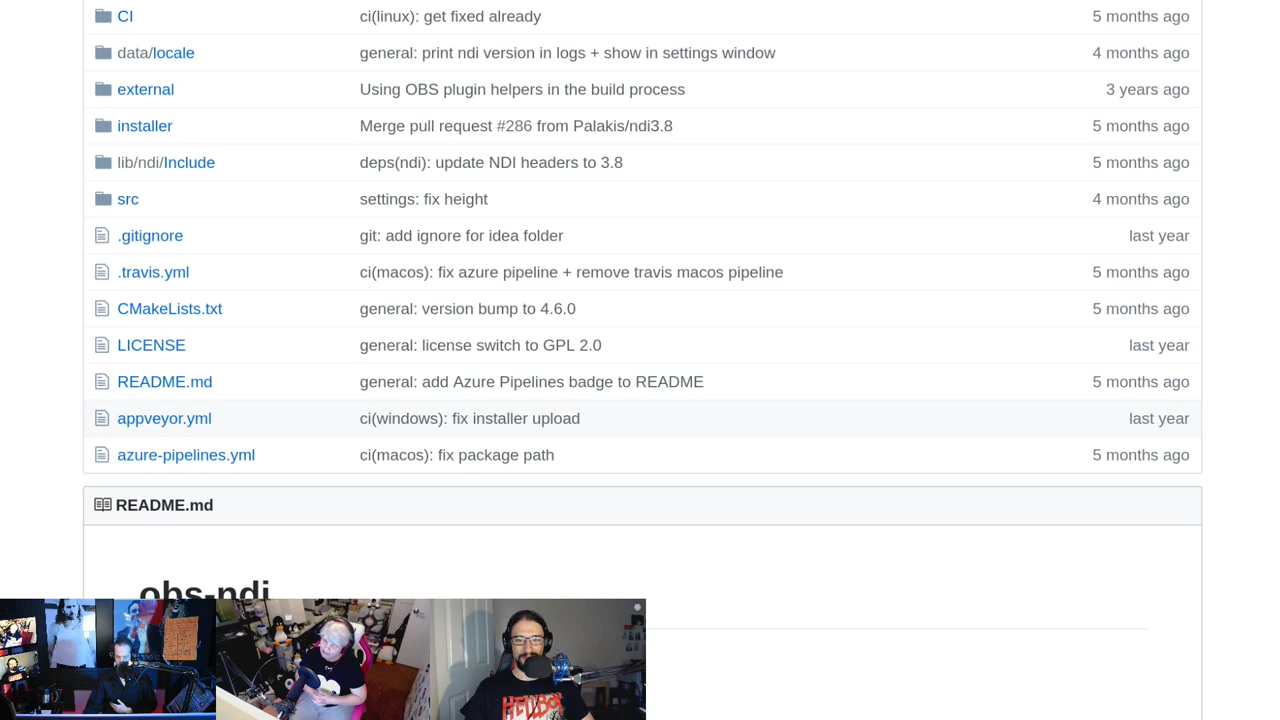 CI ci(linux): get fixed already 5 months ago
data/locale general: print ndi version in logs + show in settings window 4 months ago
external Using OBS plugin helpers in the build process 3 years ago
installer Merge pull request #286 from Palakis/ndi3.8 5 months ago
lib/ndi/Include deps(ndi): update NDI headers to 3.8 5 months ago
src settings: fix height 4 months ago
.gitignore git: add ignore for idea folder last year
.travis.yml ci(macos): fix azure pipeline + remove travis macos pipeline 5 months ago
CMakeLists.txt general: version bump to 4.6.0 5 months ago
LICENSE general: license switch to GPL 2.0 last year
README.md general: add Azure Pipelines badge to README 5 months ago
appveyor.yml ci(windows): fix installer upload last year
azure-pipelines.yml ci(macos): fix package path 5 months ago
README.md
obs-ndi
HELLBOY